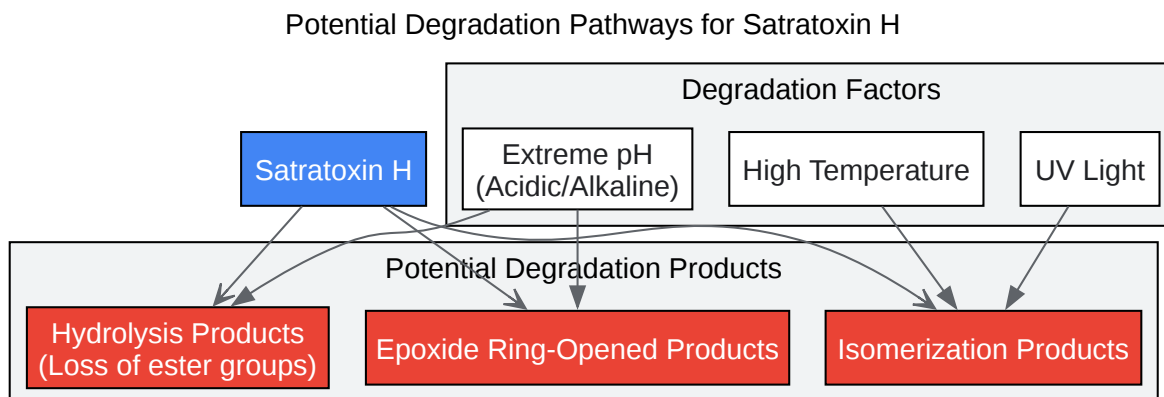 Potential Degradation Pathways for Satratoxin H
Degradation Factors
Satratoxin H
Extreme pH
(Acidic/Alkaline)
High Temperature
UV Light
Potential Degradation Products
Hydrolysis Products
(Loss of ester groups)
Epoxide Ring-Opened Products
Isomerization Products